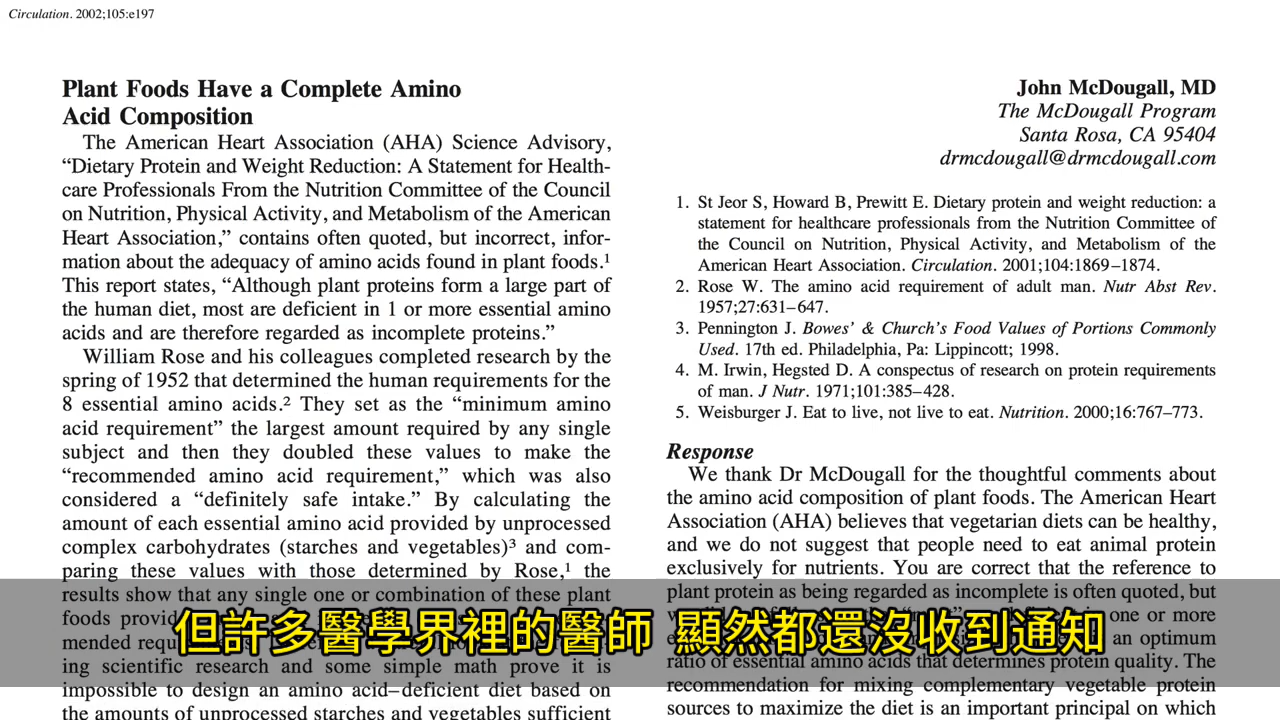 Circulation. 2002;105:e197
Plant Foods Have a Complete Amino
Acid Composition
The American Heart Association (AHA) Science Advisory,
“Dietary Protein and Weight Reduction: A Statement for Health-
care Professionals From the Nutrition Committee of the Council
on Nutrition, Physical Activity, and Metabolism of the American
Heart Association,” contains often quoted, but incorrect, infor-
mation about the adequacy of amino acids found in plant foods.¹
This report states, “Although plant proteins form a large part of
the human diet, most are deficient in 1 or more essential amino
acids and are therefore regarded as incomplete proteins.”
William Rose and his colleagues completed research by the
spring of 1952 that determined the human requirements for the
8 essential amino acids.² They set as the “minimum amino
acid requirement” the largest amount required by any single
subject and then they doubled these values to make the
“recommended amino acid requirement,” which was also
considered a “definitely safe intake.” By calculating the
amount of each essential amino acid provided by unprocessed
complex carbohydrates (starches and vegetables)³ and com-
paring these values with those determined by Rose,¹ the
results show that any single one or combination of these plant
foods
mended
ing scientific research and some simple math prove it is
impossible to design an amino acid–deficient diet based on
the amounts of unprocessed starches and vegetables sufficient
John McDougall, MD
The McDougall Program
Santa Rosa, CA 95404
drmcdougall@drmcdougall.com
1. St Jeor S, Howard B, Prewitt E. Dietary protein and weight reduction: a
statement for healthcare professionals from the Nutrition Committee of
the Council on Nutrition, Physical Activity, and Metabolism of the
American Heart Association. Circulation. 2001;104:1869–1874.
2. Rose W. The amino acid requirement of adult man. Nutr Abst Rev.
1957;27:631–647.
3. Pennington J. Bowes’ & Church’s Food Values of Portions Commonly
Used. 17th ed. Philadelphia, Pa: Lippincott; 1998.
4. M. Irwin, Hegsted D. A conspectus of research on protein requirements
of man. J Nutr. 1971;101:385–428.
5. Weisburger J. Eat to live, not live to eat. Nutrition. 2000;16:767–773.
Response
We thank Dr McDougall for the thoughtful comments about
the amino acid composition of plant foods. The American Heart
Association (AHA) believes that vegetarian diets can be healthy,
and we do not suggest that people need to eat animal protein
exclusively for nutrients. You are correct that the reference to
plant protein as being regarded as incomplete is often quoted, but
one or more
an optimum
ratio of essential amino acids that determines protein quality. The
recommendation for mixing complementary vegetable protein
sources to maximize the diet is an important principal on which
但許多醫學界裡的醫師 顯然都還沒收到通知